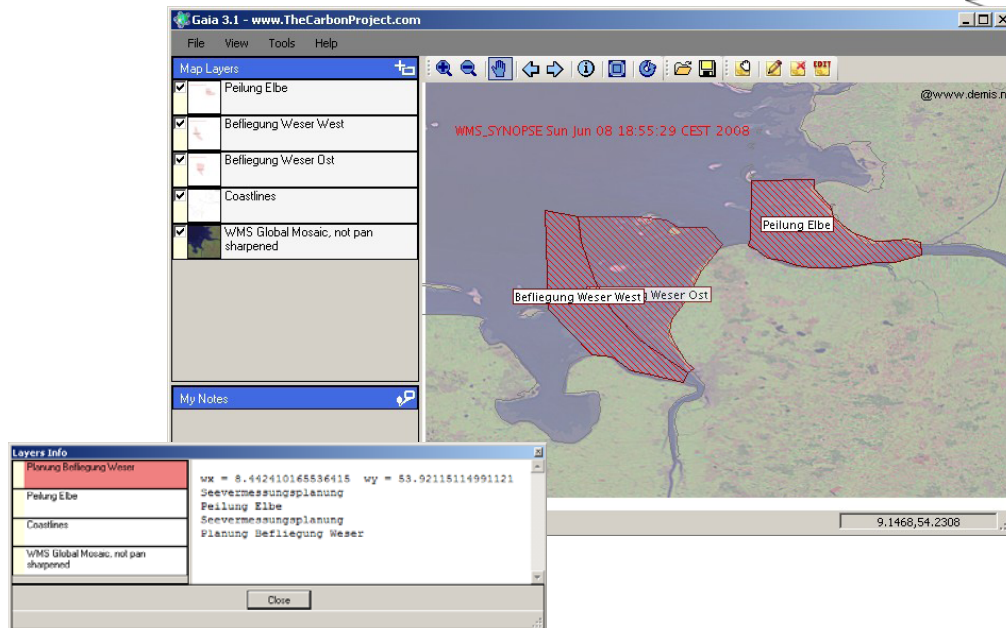 Gaia 3.1 - www.TheCarbonProject.com
File View Tools Help
Map Layers
Peilung Elbe
Befliegung Weser West
Befliegung Weser Ost
Coastlines
WMS Global Mosaic, not pan
sharpened
My Notes
EDIT
@www.demis.n
WMS_SYNOPSE Sun Jun 08 18:55:29 CEST 2008
Peilung Elbe
Befliegung Weser West
g Weser Ost
9.1468,54.2308
Layers Info
Planung Befliegung Weser
Peilung Elbe
Coastlines
WMS Global Mosaic, not pan
sharpened
wx = 8.442410165536415 wy = 53.92115114991121
Seevermessungsplanung
Peilung Elbe
Seevermessungsplanung
Planung Befliegung Weser
Close